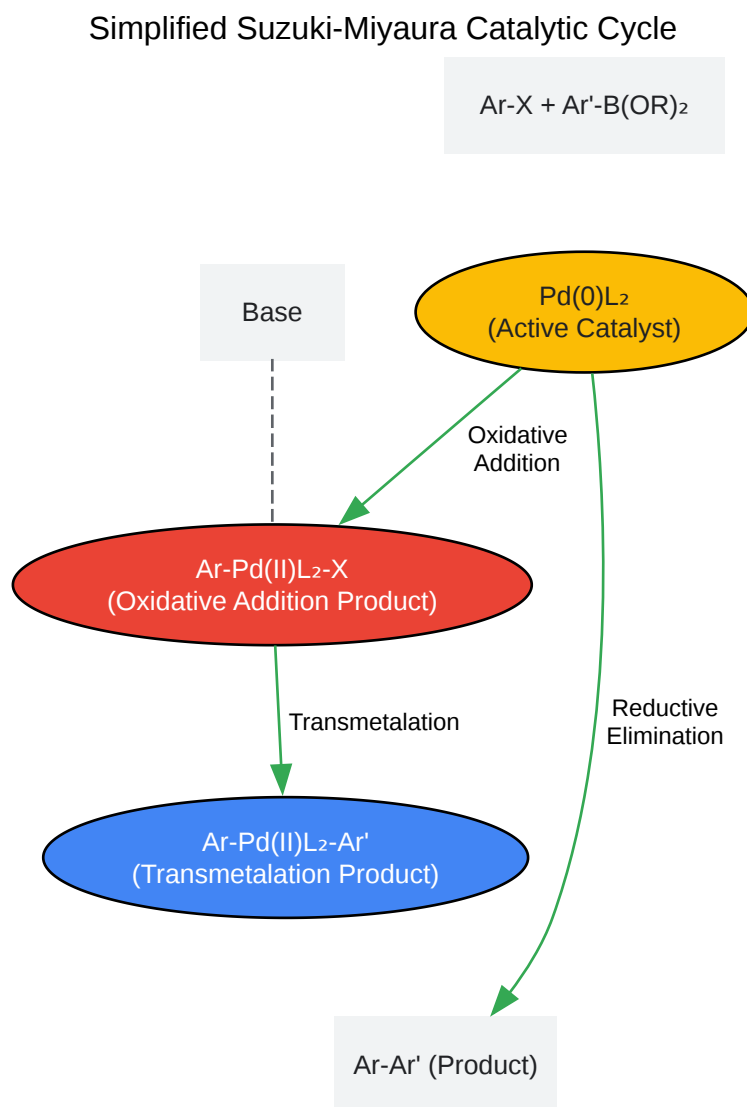 Simplified Suzuki-Miyaura Catalytic Cycle
Ar-X + Ar'-B(OR)₂
Base
Pd(0)L₂
(Active Catalyst)
Oxidative
Addition
Ar-Pd(II)L₂-X
(Oxidative Addition Product)
Transmetalation
Reductive
Elimination
Ar-Pd(II)L₂-Ar'
(Transmetalation Product)
Ar-Ar' (Product)